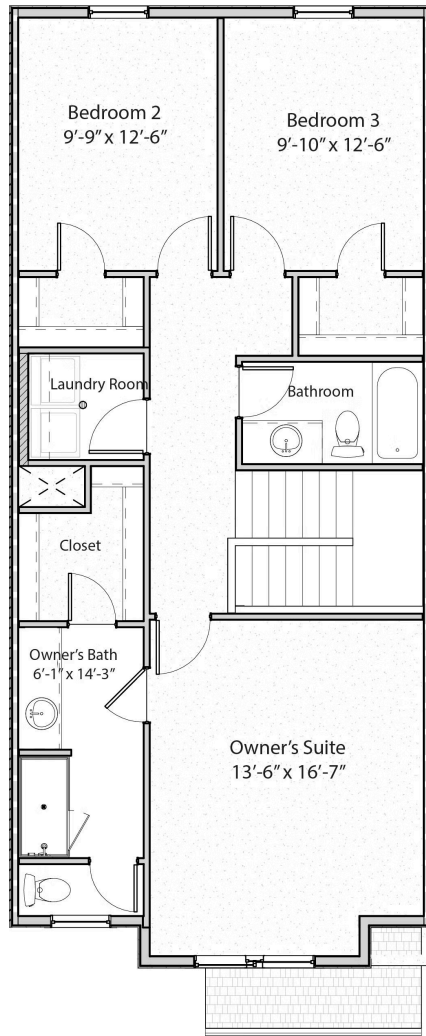 Bedroom 2
9'-9" x 12'-6"
Bedroom 3
9'-10" x 12'-6"
Laundry Room
Bathroom
Closet
Owner's Bath
6'-1" x 14'-3"
Owner's Suite
13'-6" x 16'-7"